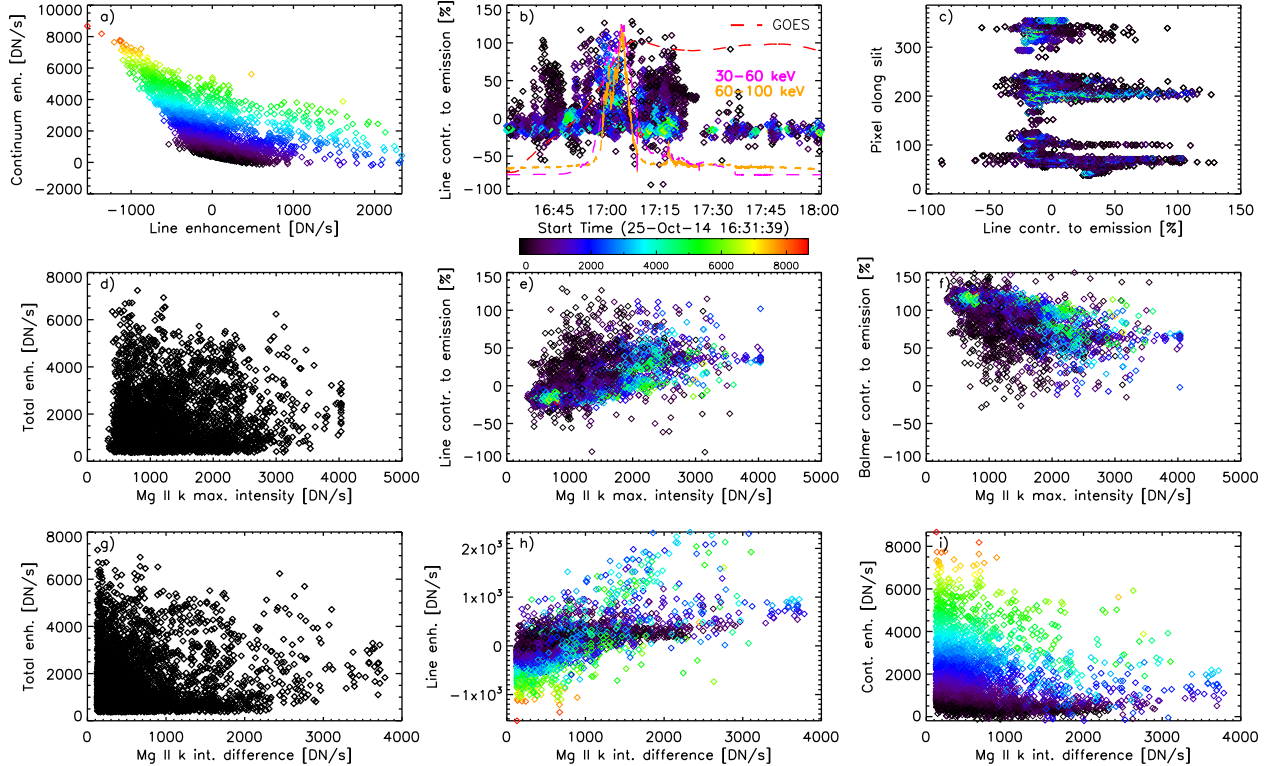 a)
Continuum enh. [DN/s]
10000
8000
6000
4000
2000
0
−2000
−1000 0 1000 2000
Line enhancement [DN/s]
b)
Line contr. to emission [%]
150
100
50
0
−50
−100
GOES
30−60 keV
60−100 keV
16:45 17:00 17:15 17:30 17:45 18:00
Start Time (25−Oct−14 16:31:39)
c)
Pixel along slit
300
200
100
0
−100 −50 0 50 100 150
Line contr. to emission [%]
0 2000 4000 6000 8000
d)
Total enh. [DN/s]
8000
6000
4000
2000
0
0 1000 2000 3000 4000 5000
Mg II k max. intensity [DN/s]
e)
Line contr. to emission [%]
150
100
50
0
−50
−100
0 1000 2000 3000 4000 5000
Mg II k max. intensity [DN/s]
f)
Balmer contr. to emission [%]
150
100
50
0
−50
−100
0 1000 2000 3000 4000 5000
Mg II k max. intensity [DN/s]
g)
Total enh. [DN/s]
8000
6000
4000
2000
0
0 1000 2000 3000 4000
Mg II k int. difference [DN/s]
h)
Line enh. [DN/s]
2×10³
1×10³
0
−1×10³
0 1000 2000 3000 4000
Mg II k int. difference [DN/s]
i)
Cont. enh. [DN/s]
8000
6000
4000
2000
0
0 1000 2000 3000 4000
Mg II k int. difference [DN/s]